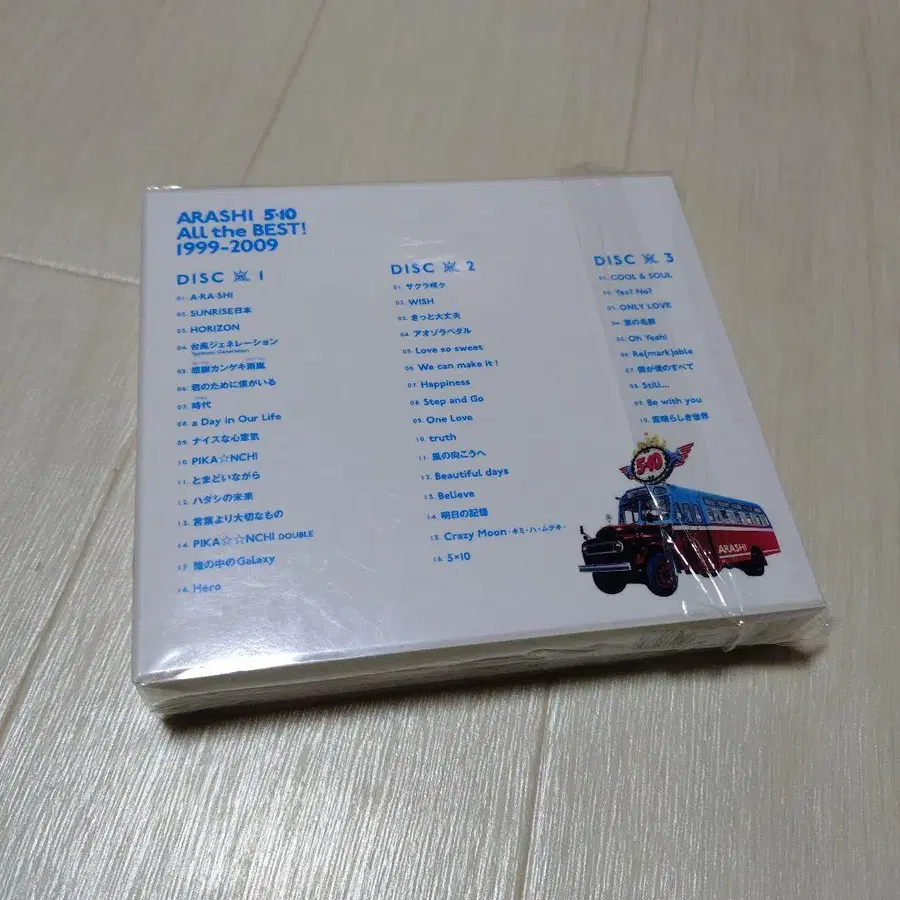 ARASHI 5×10
ALL the BEST!
1999-2009
DISC 1
01. A・RA・SHI
02. SUNRISE日本
03. HORIZON
04. 台風ジェネレーション
Typhoon Generation
05. 感謝カンゲキ雨嵐
06. 君のために僕がいる
07. 時代
08. a Day in Our Life
09. ナイスな心意気
10. PIKA☆NCHI
11. とまどいながら
12. ハダシの未来
13. 言葉より大切なもの
14. PIKA☆☆NCHI DOUBLE
15. 瞳の中のGalaxy
16. Hero
DISC 2
01. サクラ咲ケ
02. WISH
03. きっと大丈夫
04. アオゾラペダル
05. Love so sweet
06. We can make it!
07. Happiness
08. Step and Go
09. One Love
10. truth
11. 風の向こうへ
12. Beautiful days
13. Believe
14. 明日の記憶
15. Crazy Moon・キミ・ハ・ムテキ・
16. 5×10
DISC 3
01. COOL & SOUL
02. Yes? No?
03. ONLY LOVE
04. 夏の名前
05. Oh Yeah!
06. Re(mark)able
07. 僕が僕のすべて
08. Still...
09. Be with you
10. 素晴らしき世界
5×10
ARASHI